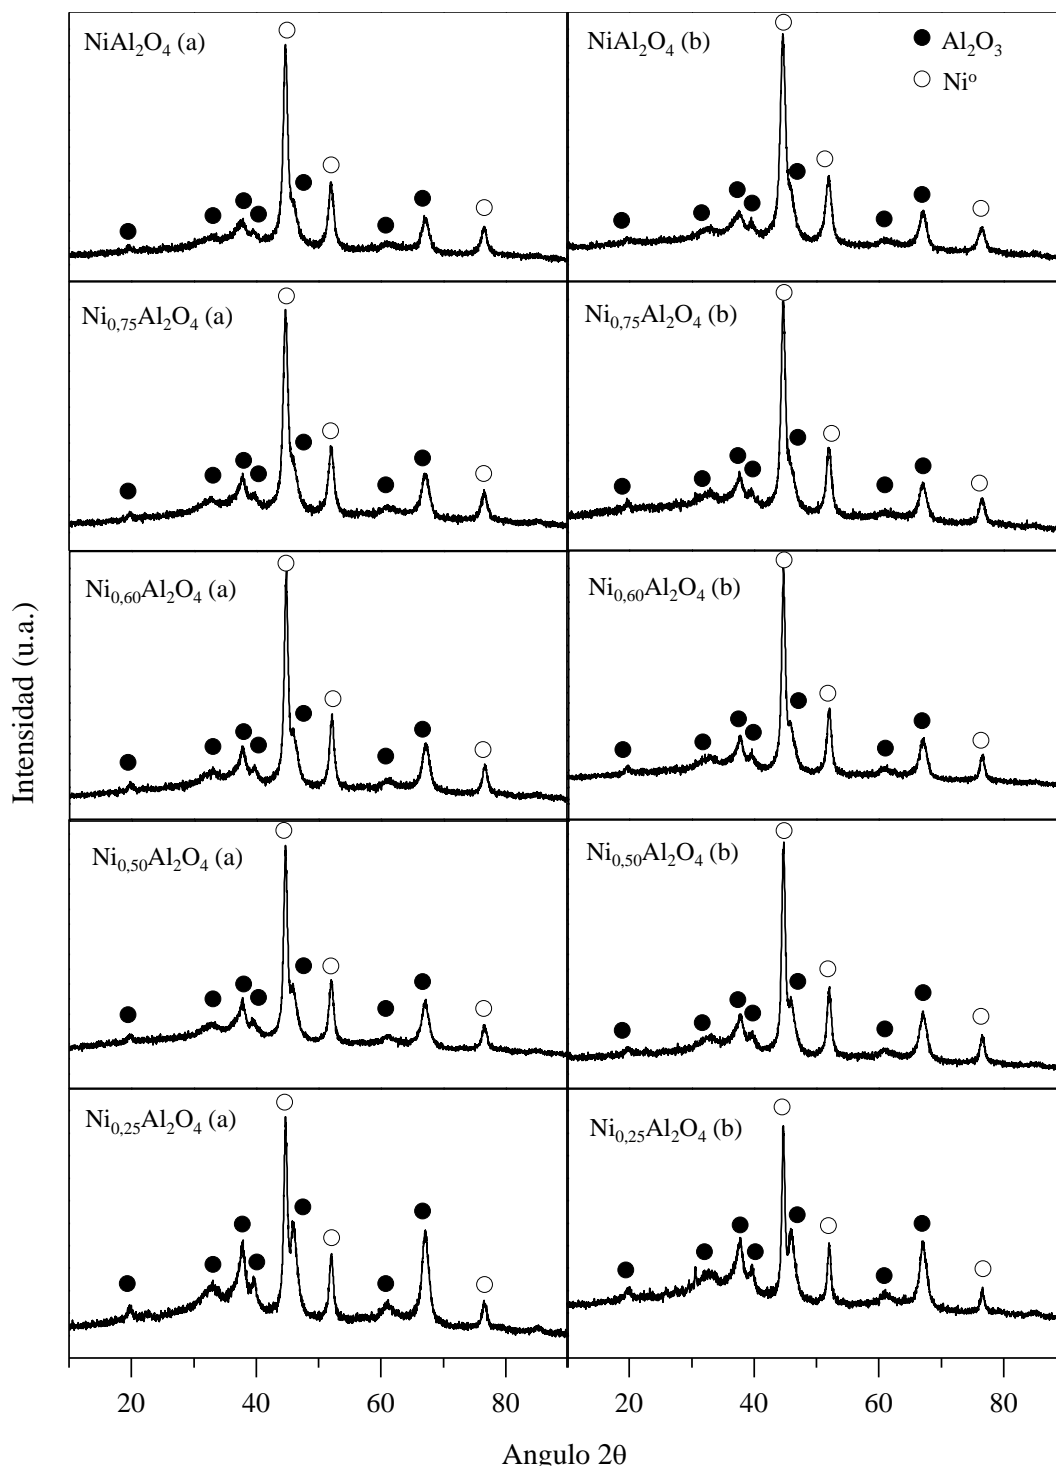 NiAl₂O₄ (a)
NiAl₂O₄ (b)
Al₂O₃
Niº
Ni₀,₇₅Al₂O₄ (a)
Ni₀,₇₅Al₂O₄ (b)
Ni₀,₆₀Al₂O₄ (a)
Ni₀,₆₀Al₂O₄ (b)
Intensidad (u.a.)
Ni₀,₅₀Al₂O₄ (a)
Ni₀,₅₀Al₂O₄ (b)
Ni₀,₂₅Al₂O₄ (a)
Ni₀,₂₅Al₂O₄ (b)
20 40 60 80 20 40 60 80
Angulo 2θ